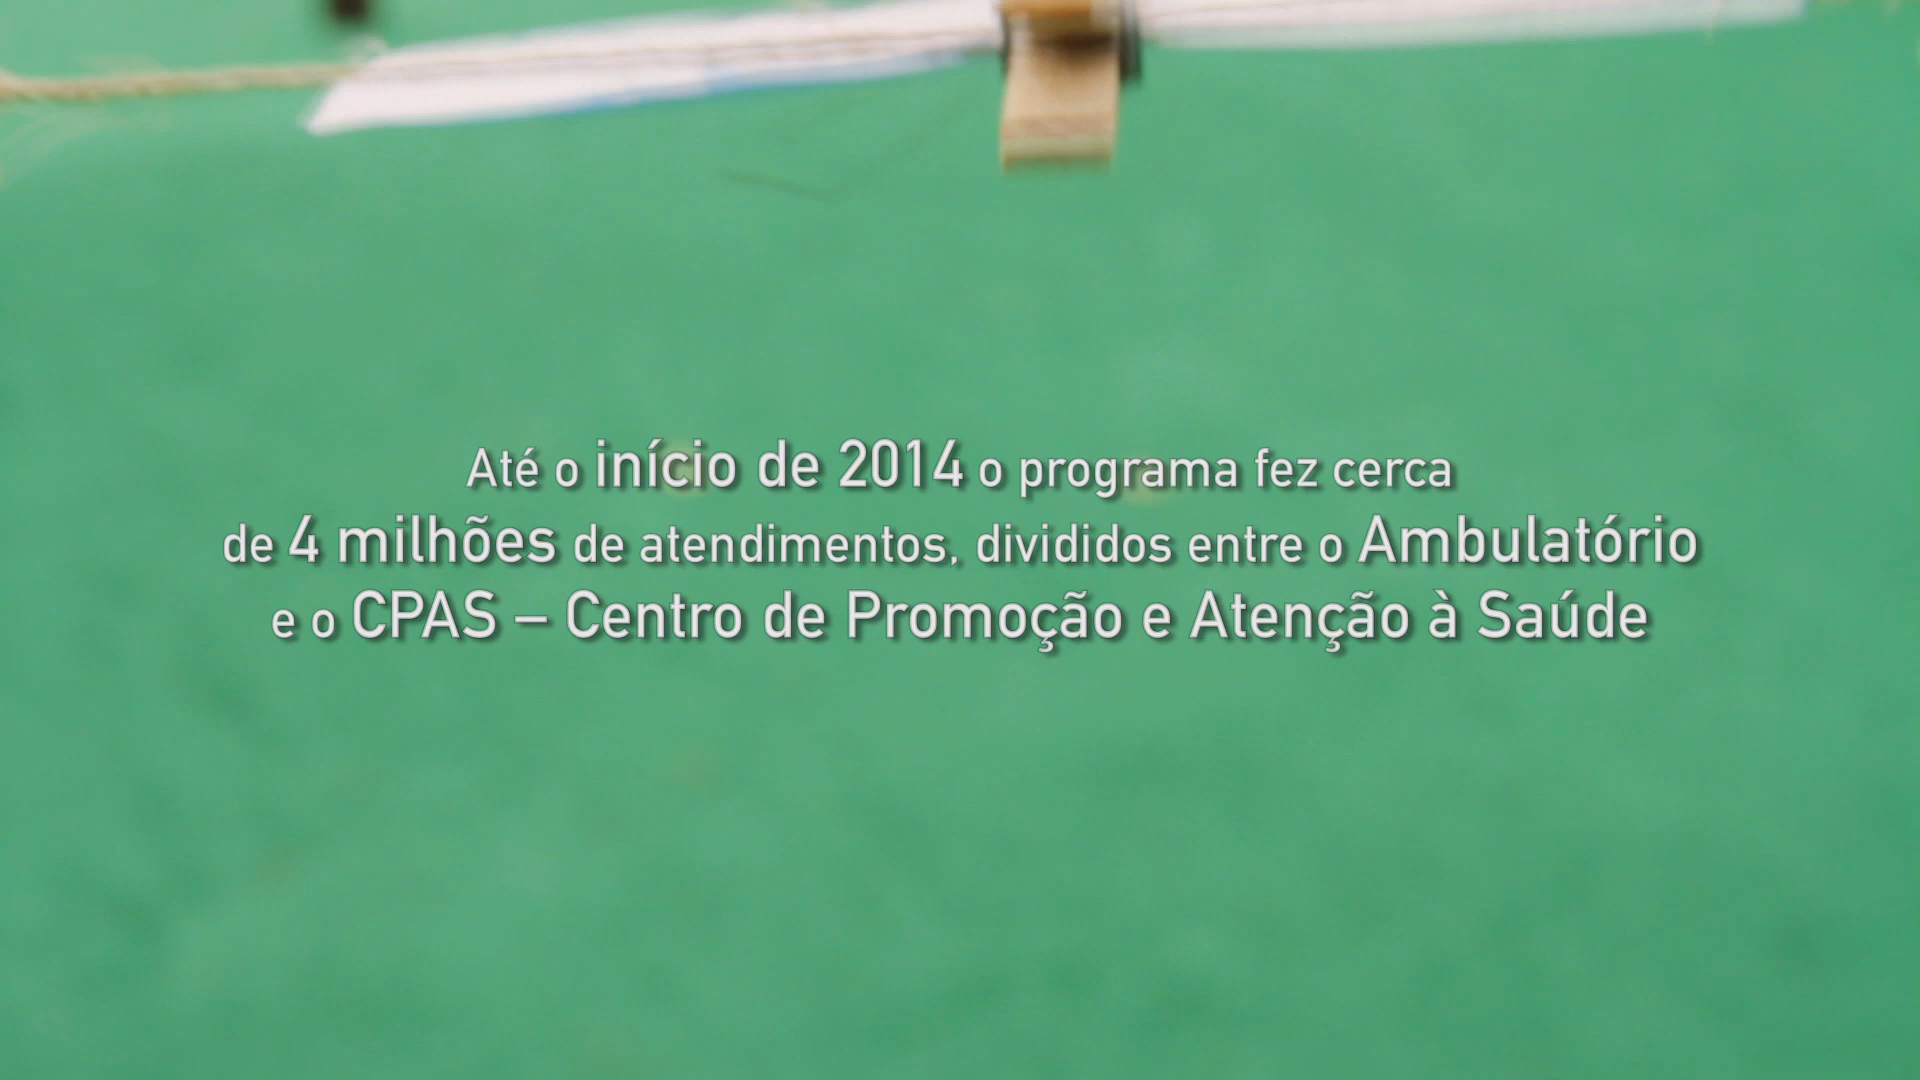 Até o início de 2014 o programa fez cerca
de 4 milhões de atendimentos, divididos entre o Ambulatório
e o CPAS – Centro de Promoção e Atenção à Saúde